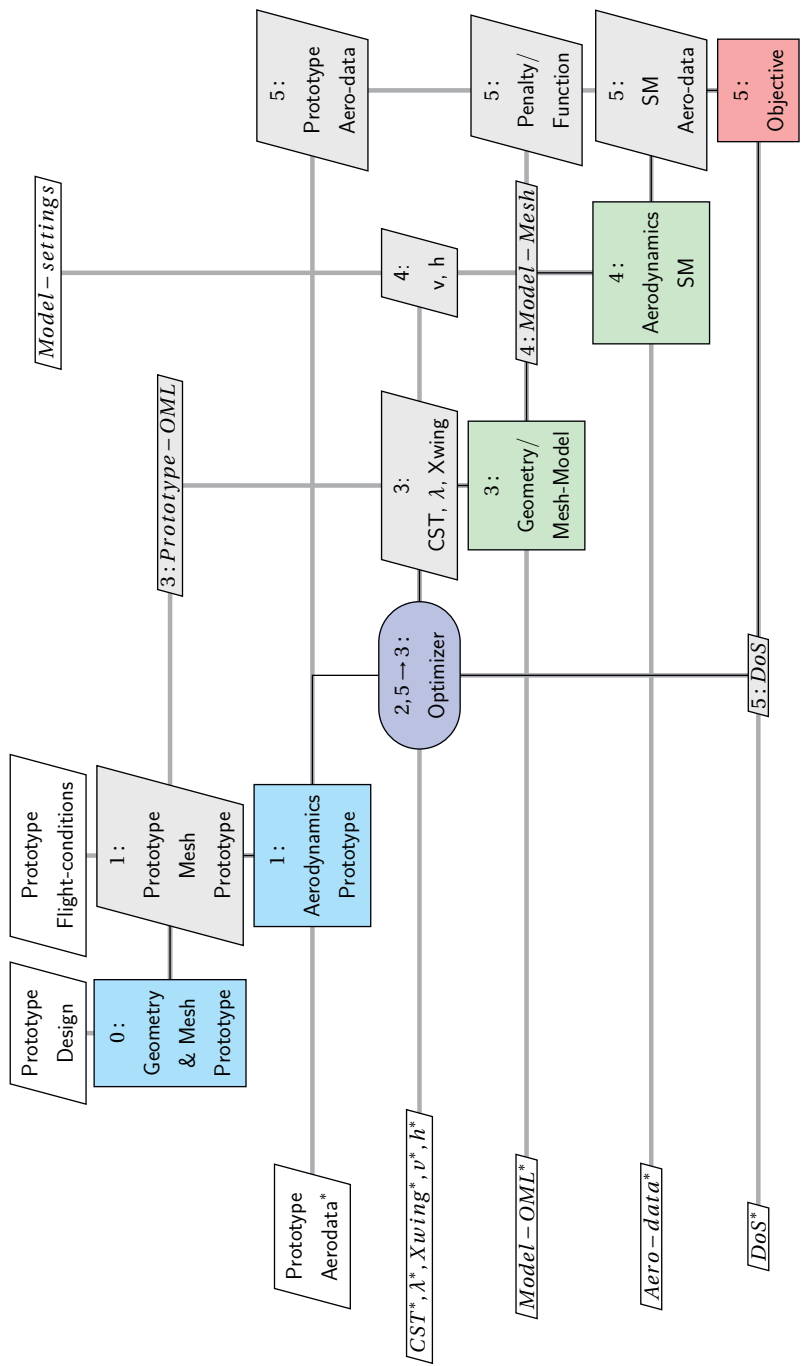 Prototype
Design
Prototype
Flight-conditions
Model−settings
0:
Geometry
& Mesh
Prototype
1:
Prototype
Mesh
Prototype
3: Prototype−OML
Prototype
Aerodata*
1:
Aerodynamics
Prototype
5:
Prototype
Aero-data
CST*, λ*, Xwing*, v*, h*
2,5→3:
Optimizer
3:
CST, λ, Xwing
4:
v, h
Model−OML*
3:
Geometry/
Mesh-Model
4: Model−Mesh
5:
Penalty/
Function
Aero−data*
4:
Aerodynamics
SM
5:
SM
Aero-data
DoS*
5: DoS
5:
Objective